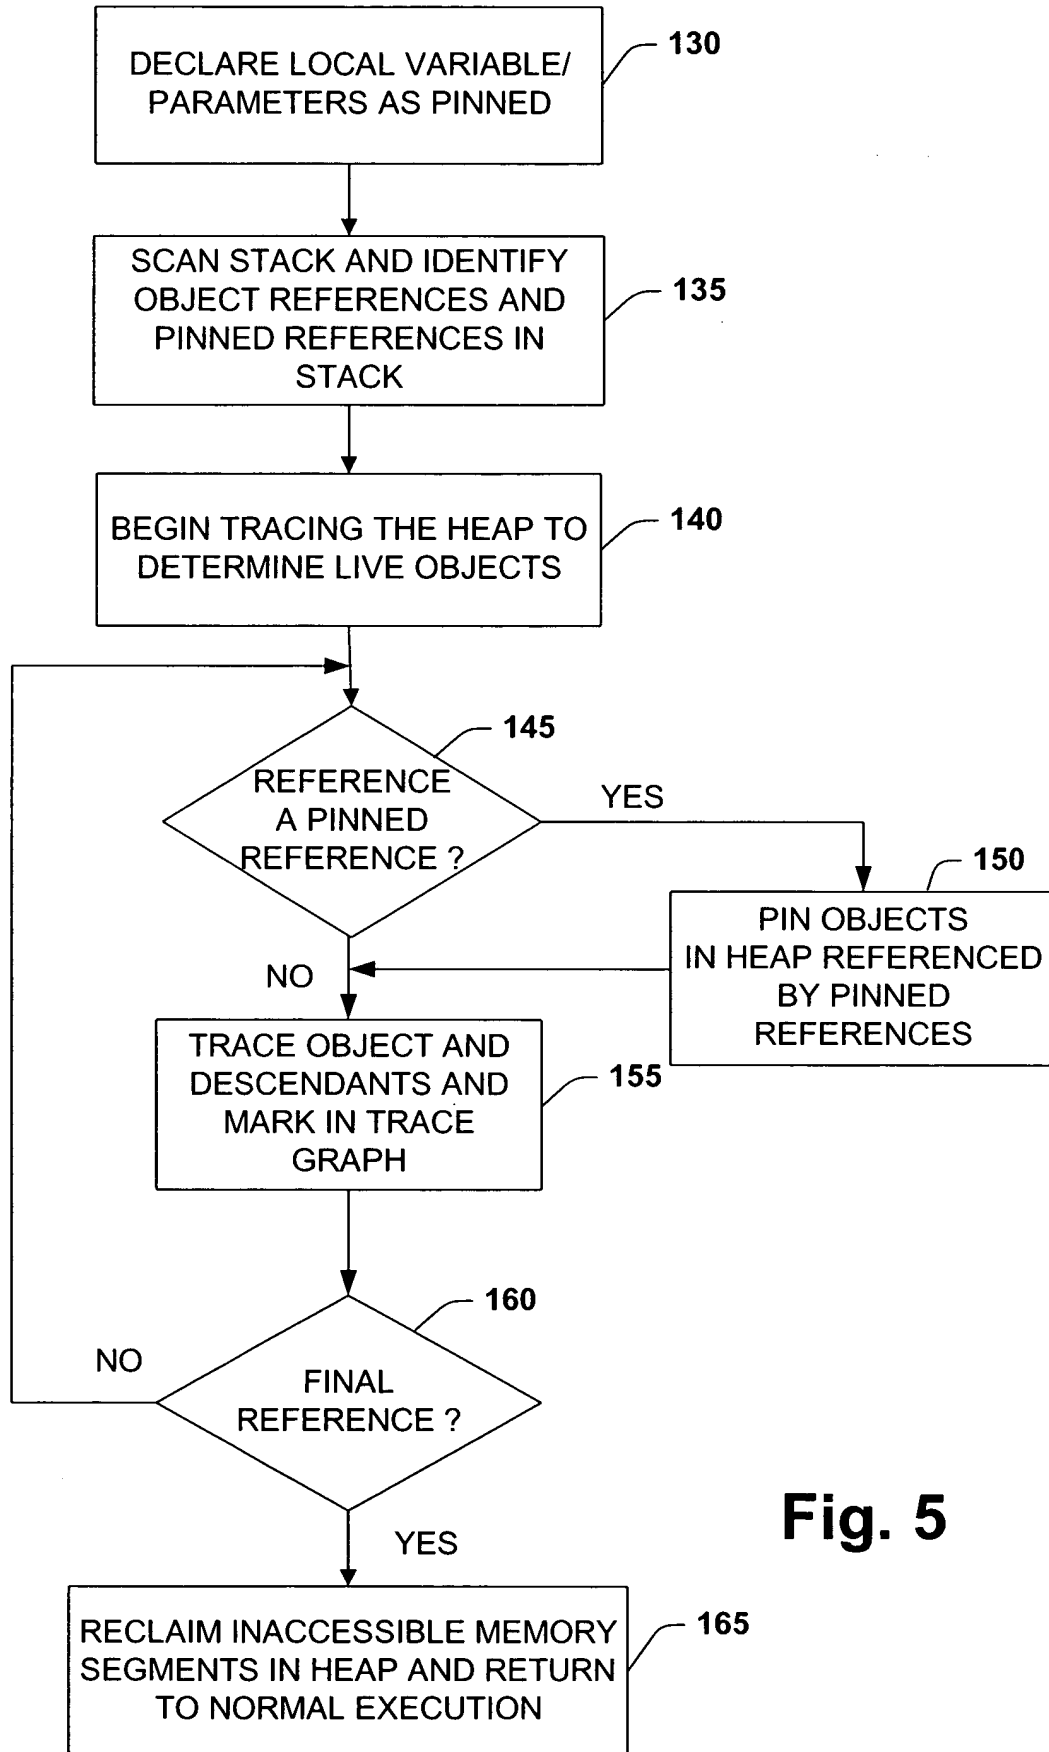 DECLARE LOCAL VARIABLE/
PARAMETERS AS PINNED
130
SCAN STACK AND IDENTIFY
OBJECT REFERENCES AND
PINNED REFERENCES IN
STACK
135
BEGIN TRACING THE HEAP TO
DETERMINE LIVE OBJECTS
140
145
REFERENCE
A PINNED
REFERENCE ?
YES
150
PIN OBJECTS
IN HEAP REFERENCED
BY PINNED
REFERENCES
NO
TRACE OBJECT AND
DESCENDANTS AND
MARK IN TRACE
GRAPH
155
160
NO
FINAL
REFERENCE ?
YES
Fig. 5
RECLAIM INACCESSIBLE MEMORY
SEGMENTS IN HEAP AND RETURN
TO NORMAL EXECUTION
165